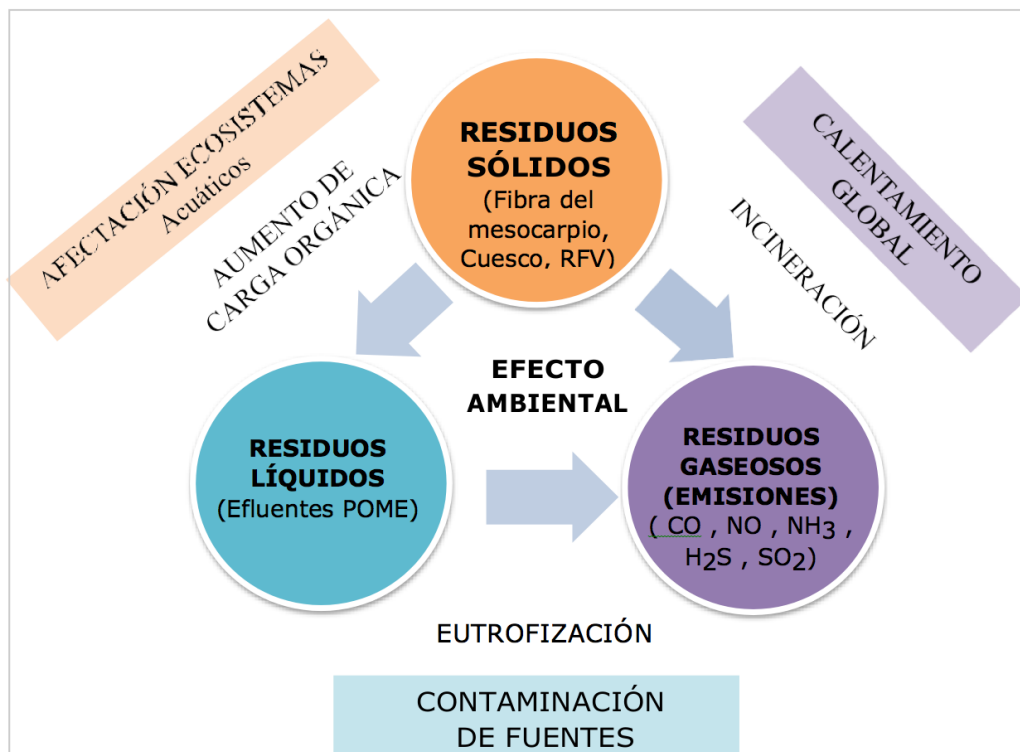 AFECTACIÓN ECOSISTEMAS
Acuáticos
AUMENTO DE
CARGA ORGÁNICA
RESIDUOS
SÓLIDOS
(Fibra del
mesocarpio,
Cuesco, RFV)
CALENTAMIENTO
GLOBAL
INCINERACIÓN
EFECTO
AMBIENTAL
RESIDUOS
LÍQUIDOS
(Efluentes POME)
RESIDUOS
GASEOSOS
(EMISIONES)
( CO , NO , NH3 ,
H2S , SO2)
EUTROFIZACIÓN
CONTAMINACIÓN
DE FUENTES